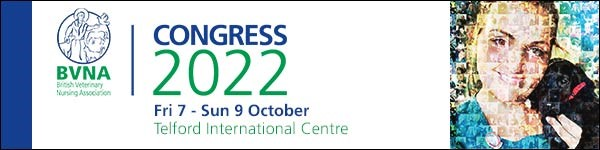 BVNA
British Veterinary
Nursing Association
CONGRESS
2022
Fri 7 - Sun 9 October
Telford International Centre